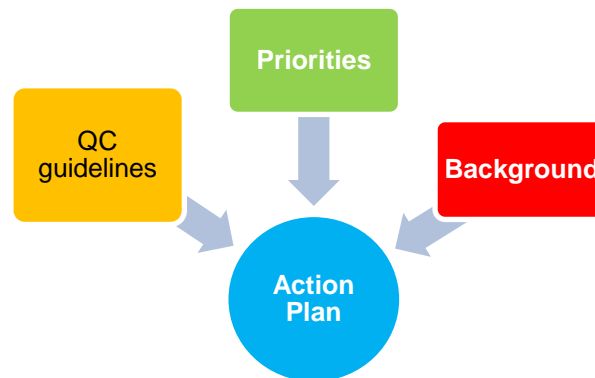 Priorities
QC
guidelines
Background
Action
Plan